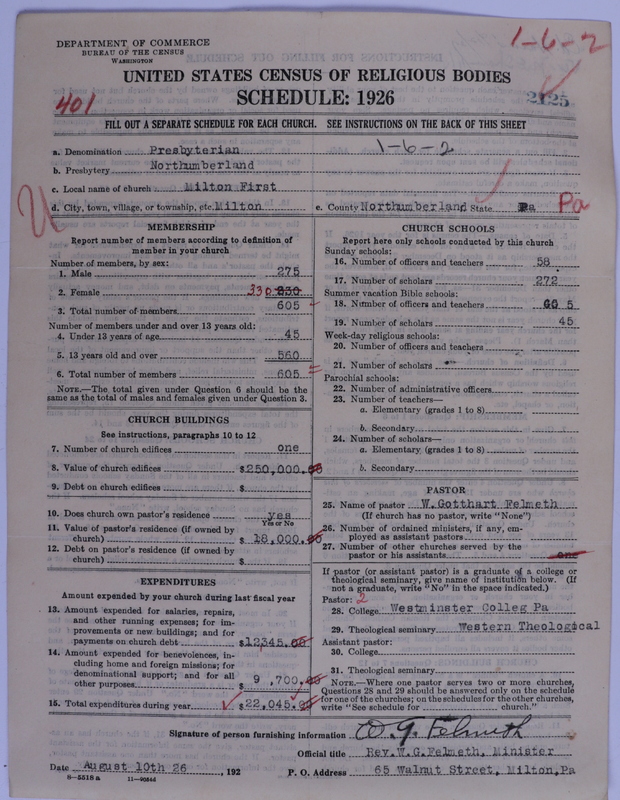 1-6-2
DEPARTMENT OF COMMERCE
BUREAU OF THE CENSUS
WASHINGTON
UNITED STATES CENSUS OF RELIGIOUS BODIES
401
SCHEDULE: 1926
2125
FILL OUT A SEPARATE SCHEDULE FOR EACH CHURCH. SEE INSTRUCTIONS ON THE BACK OF THIS SHEET
a. Denomination Presbyterian 1-6-2
b. Presbytery Northumberland
c. Local name of church Milton First
d. City, town, village, or township, etc. Milton e. County Northumberland State Pa Pa
MEMBERSHIP
Report number of members according to definition of
member in your church
Number of members, by sex:
1. Male 275
2. Female 330
3. Total number of members 605
Number of members under and over 13 years old:
4. Under 13 years of age 45
5. 13 years old and over 560
6. Total number of members 605
NOTE.—The total given under Question 6 should be the
same as the total of males and females given under Question 3.
CHURCH BUILDINGS
See instructions, paragraphs 10 to 12
7. Number of church edifices one
8. Value of church edifices $250,000.00
9. Debt on church edifices $
10. Does church own pastor's residence yes
Yes or No
11. Value of pastor's residence (if owned by
church) $ 18,000.00
12. Debt on pastor's residence (if owned by
church) $
EXPENDITURES
Amount expended by your church during last fiscal year
13. Amount expended for salaries, repairs,
and other running expenses; for im-
provements or new buildings; and for
payments on church debt $12345.00
14. Amount expended for benevolences, in-
cluding home and foreign missions; for
denominational support; and for all
other purposes $ 9,700.00
15. Total expenditures during year $22,045.00
CHURCH SCHOOLS
Report here only schools conducted by this church
Sunday schools:
16. Number of officers and teachers 58
17. Number of scholars 272
Summer vacation Bible schools:
18. Number of officers and teachers 5
19. Number of scholars 45
Week-day religious schools:
20. Number of officers and teachers
21. Number of scholars
Parochial schools:
22. Number of administrative officers
23. Number of teachers—
a. Elementary (grades 1 to 8)
b. Secondary
24. Number of scholars—
a. Elementary (grades 1 to 8)
b. Secondary
PASTOR
25. Name of pastor W. Gotthart Felmeth
(If church has no pastor, write "None")
26. Number of ordained ministers, if any, em-
ployed as assistant pastors
27. Number of other churches served by the
pastor or his assistants one
If pastor (or assistant pastor) is a graduate of a college or
theological seminary, give name of institution below. (If
not a graduate, write "No" in the space indicated.)
Pastor: 2
28. College Westminster Colleg Pa
29. Theological seminary Western Theological
Assistant pastor:
30. College
31. Theological seminary
NOTE.—Where one pastor serves two or more churches,
Questions 28 and 29 should be answered only on the schedule
for one of the churches; on the schedules for the other churches,
write "See schedule for church."
Signature of person furnishing information W. G. Felmeth
Official title Rev. W.G.Felmeth, Minister
Date August 10th 26, 192 P. O. Address 65 Walnut Street, Milton, Pa
8-5518 a